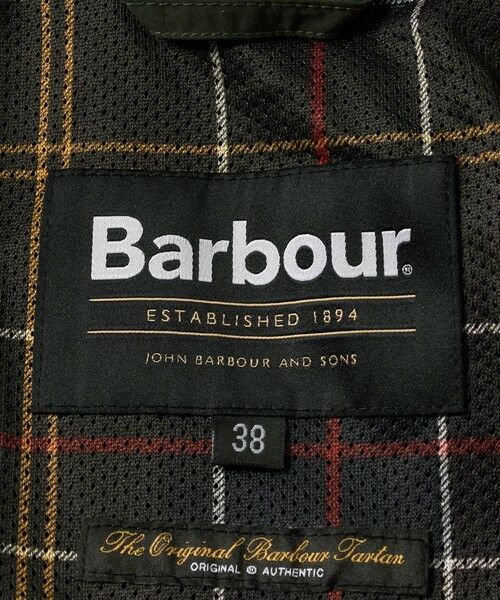 Barbour®
ESTABLISHED 1894
JOHN BARBOUR AND SONS
38
The Original Barbour Tartan
ORIGINAL ® AUTHENTIC